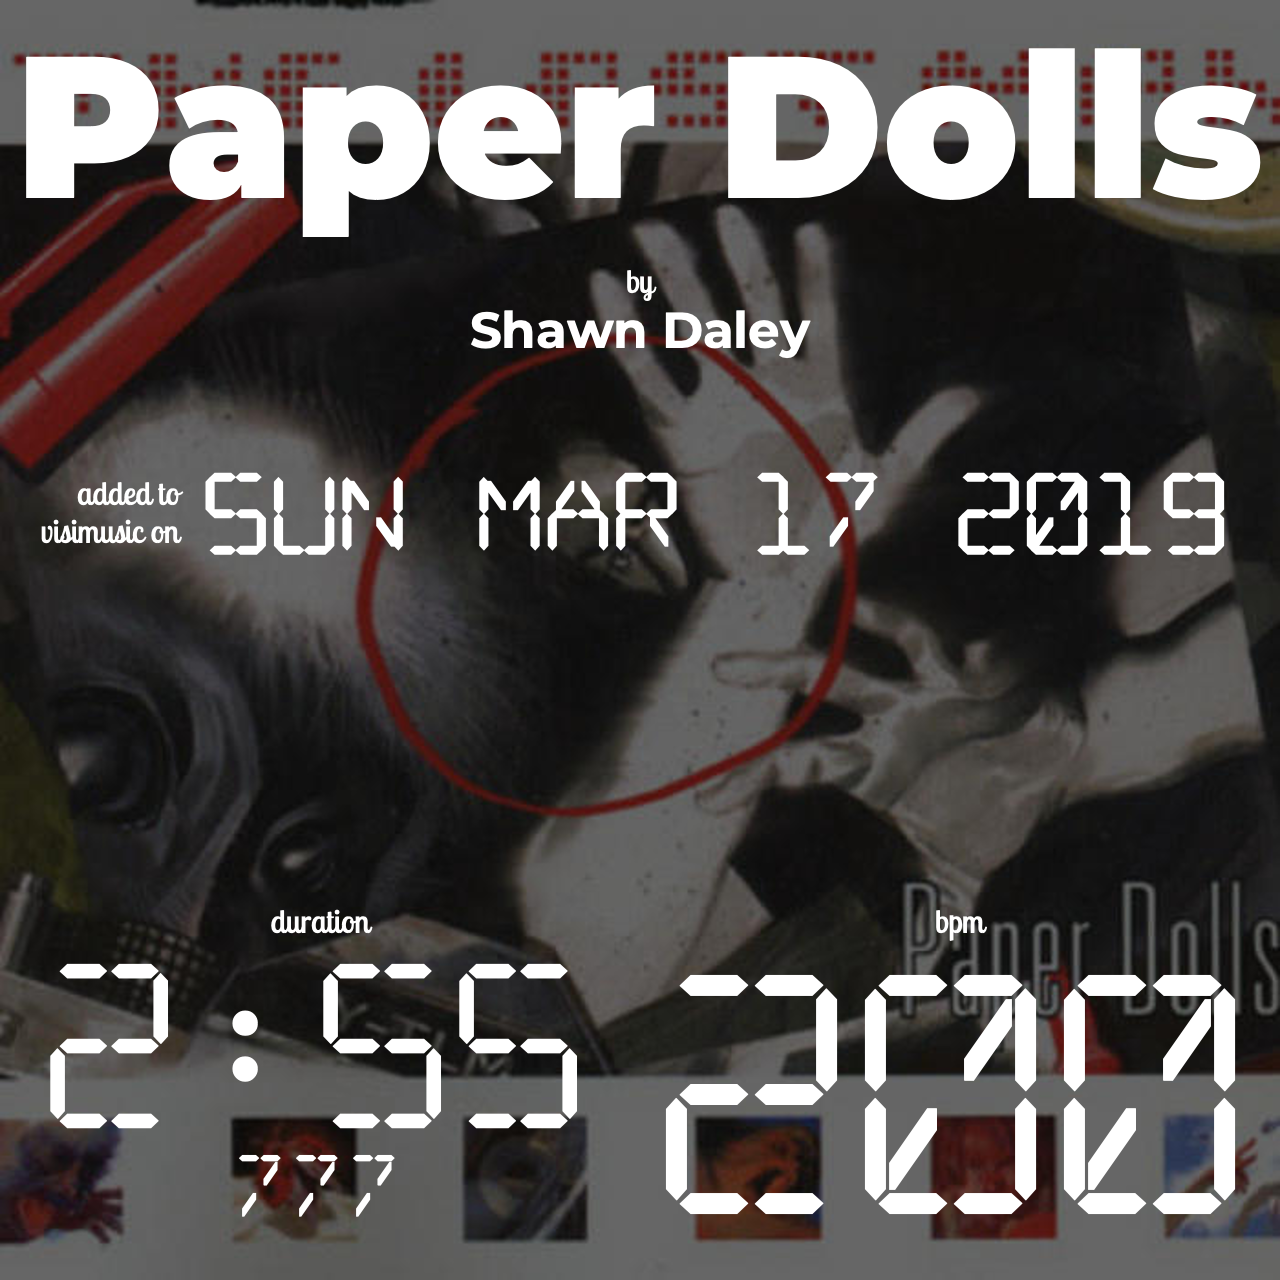 Paper Dolls
by
Shawn Daley
added to
visimusic on
SUN MAR 17 2019
duration
bpm
Paper Dolls
2:55
200
777